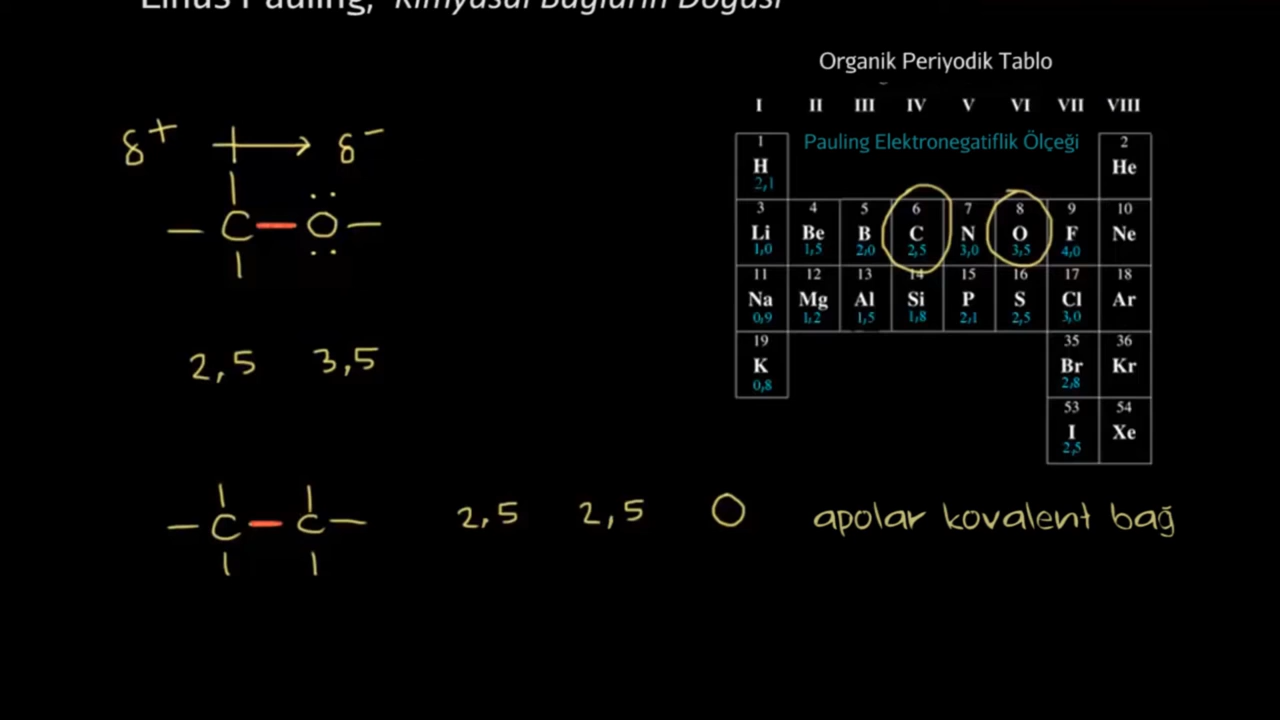 Linus Pauling, Kimyasal Bağların Doğası
Organik Periyodik Tablo
I II III IV V VI VII VIII
Pauling Elektronegatiflik Ölçeği
1 2
H He
2,1
3 4 5 6 7 8 9 10
Li Be B C N O F Ne
1,0 1,5 2,0 2,5 3,0 3,5 4,0
11 12 13 14 15 16 17 18
Na Mg Al Si P S Cl Ar
0,9 1,2 1,5 1,8 2,1 2,5 3,0
19 35 36
K Br Kr
0,8 2,8
53 54
I Xe
2,5
δ+ δ−
C O
2,5 3,5
C C 2,5 2,5 0 apolar kovalent bağ